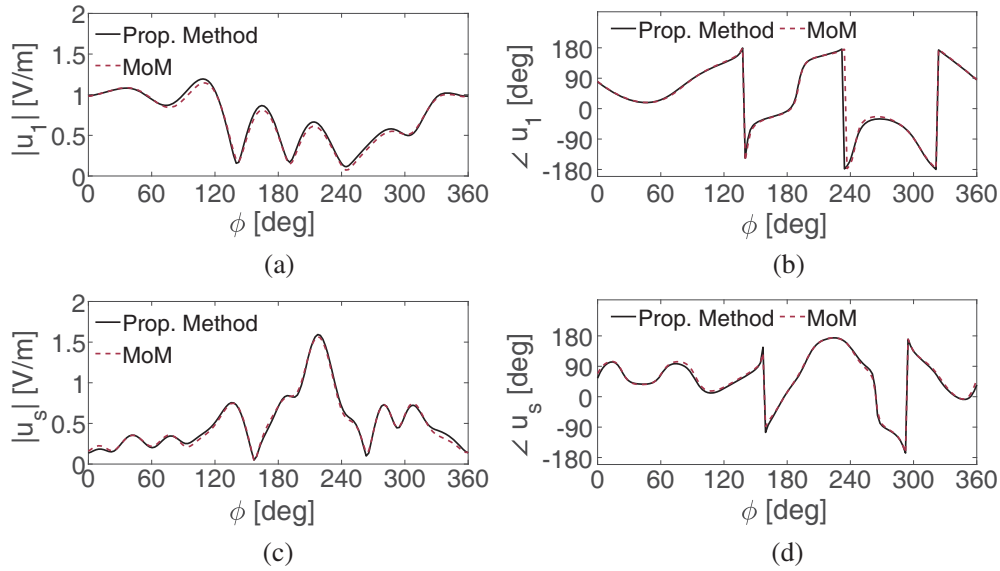 2
1.5
1
0.5
0
|u1| [V/m]
Prop. Method
MoM
0 60 120 180 240 300 360
ϕ [deg]
(a)
180
90
0
-90
-180
∠ u1 [deg]
Prop. Method MoM
0 60 120 180 240 300 360
ϕ [deg]
(b)
2
1.5
1
0.5
0
|us| [V/m]
Prop. Method
MoM
0 60 120 180 240 300 360
ϕ [deg]
(c)
180
90
0
-90
-180
∠ us [deg]
Prop. Method MoM
0 60 120 180 240 300 360
ϕ [deg]
(d)